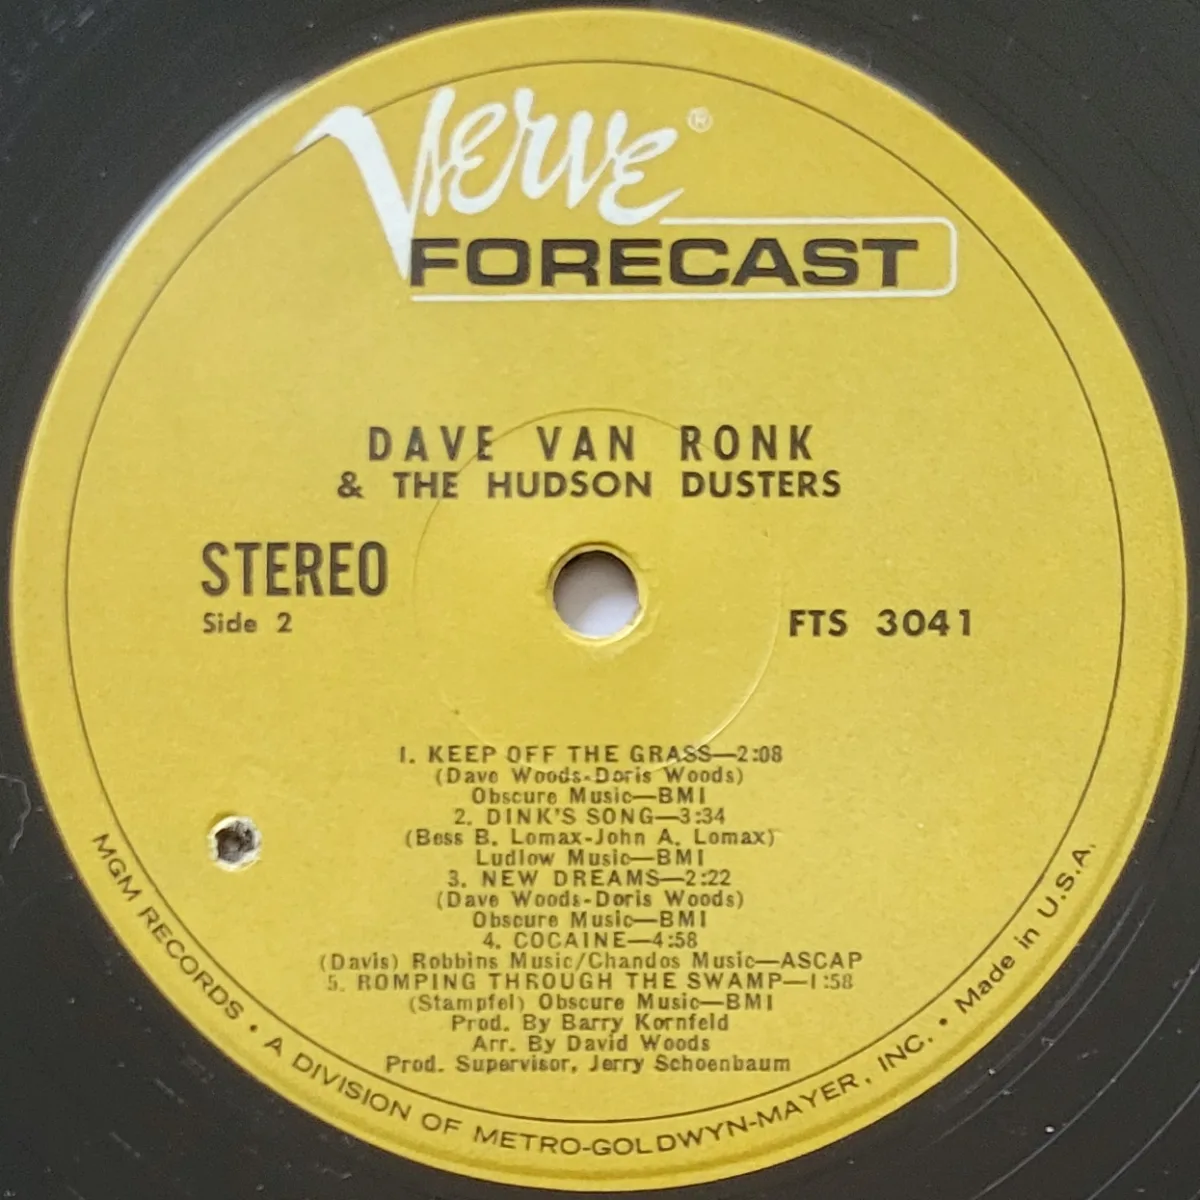 Verve®
FORECAST
DAVE VAN RONK
& THE HUDSON DUSTERS
STEREO
Side 2
FTS 3041
1. KEEP OFF THE GRASS—2:08
(Dave Woods-Doris Woods)
Obscure Music—BMI
2. DINK'S SONG—3:34
(Bess B. Lomax-John A. Lomax)
Ludlow Music—BMI
3. NEW DREAMS—2:22
(Dave Woods-Doris Woods)
Obscure Music—BMI
4. COCAINE—4:58
(Davis) Robbins Music/Chandos Music—ASCAP
5. ROMPING THROUGH THE SWAMP—1:58
(Stampfel) Obscure Music—BMI
Prod. By Barry Kornfeld
Arr. By David Woods
Prod. Supervisor, Jerry Schoenbaum
MGM RECORDS • A DIVISION OF METRO-GOLDWYN-MAYER, INC. • Made in U.S.A.